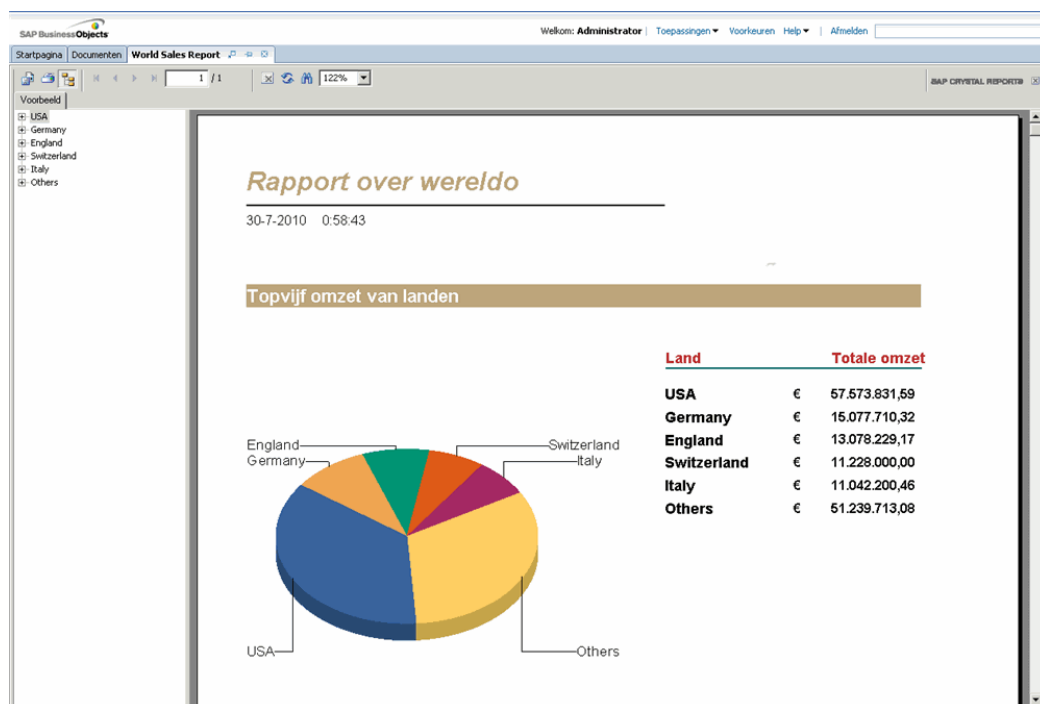 SAP BusinessObjects
Welkom: Administrator | Toepassingen | Voorkeuren Help | Afmelden
Startpagina Documenten World Sales Report
1 / 1 122%
SAP CRYSTAL REPORTS
Voorbeeld
USA
Germany
England
Switzerland
Italy
Others
Rapport over wereldo
30-7-2010 0:58:43
Topvijf omzet van landen
Land Totale omzet
USA € 57.573.831,59
Germany € 15.077.710,32
England € 13.078.229,17
Switzerland € 11.228.000,00
Italy € 11.042.200,46
Others € 51.239.713,08
England
Switzerland
Germany
Italy
USA
Others